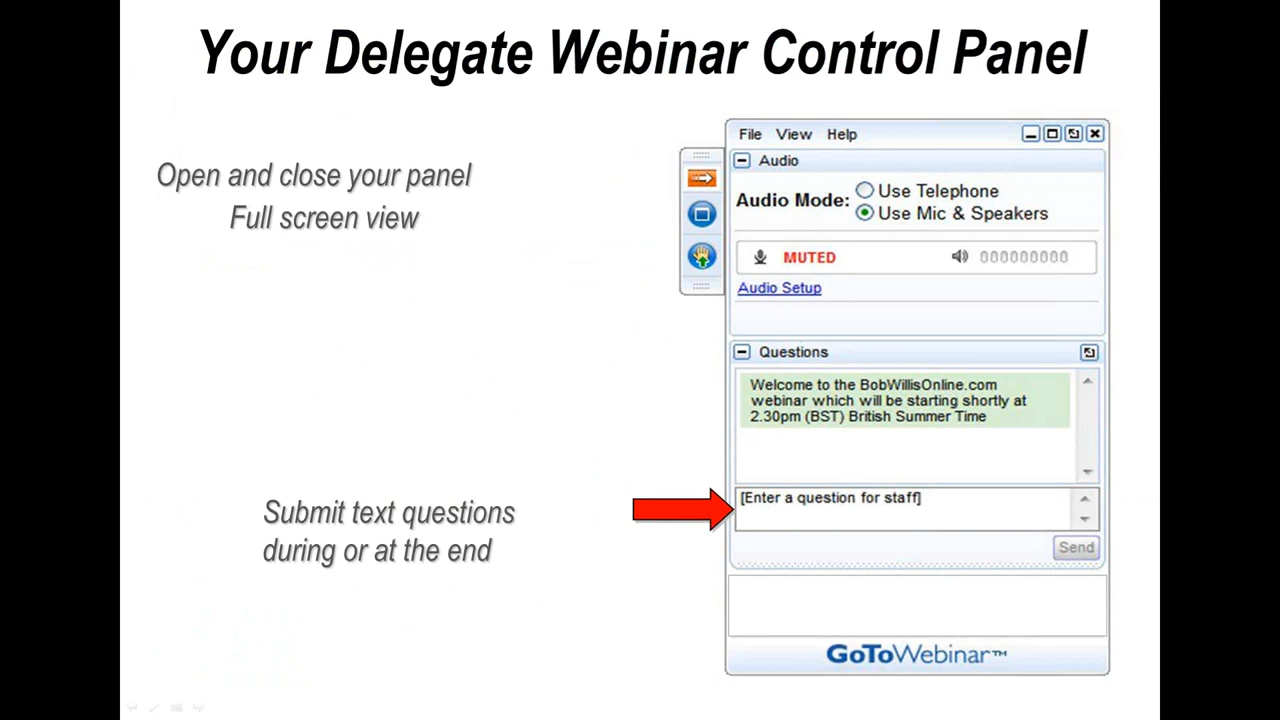 Your Delegate Webinar Control Panel
Open and close your panel
Full screen view
Submit text questions
during or at the end
File View Help
Audio
Audio Mode: Use Telephone
Use Mic & Speakers
MUTED 000000000
Audio Setup
Questions
Welcome to the BobWillisOnline.com
webinar which will be starting shortly at
2.30pm (BST) British Summer Time
[Enter a question for staff]
Send
GoToWebinar™